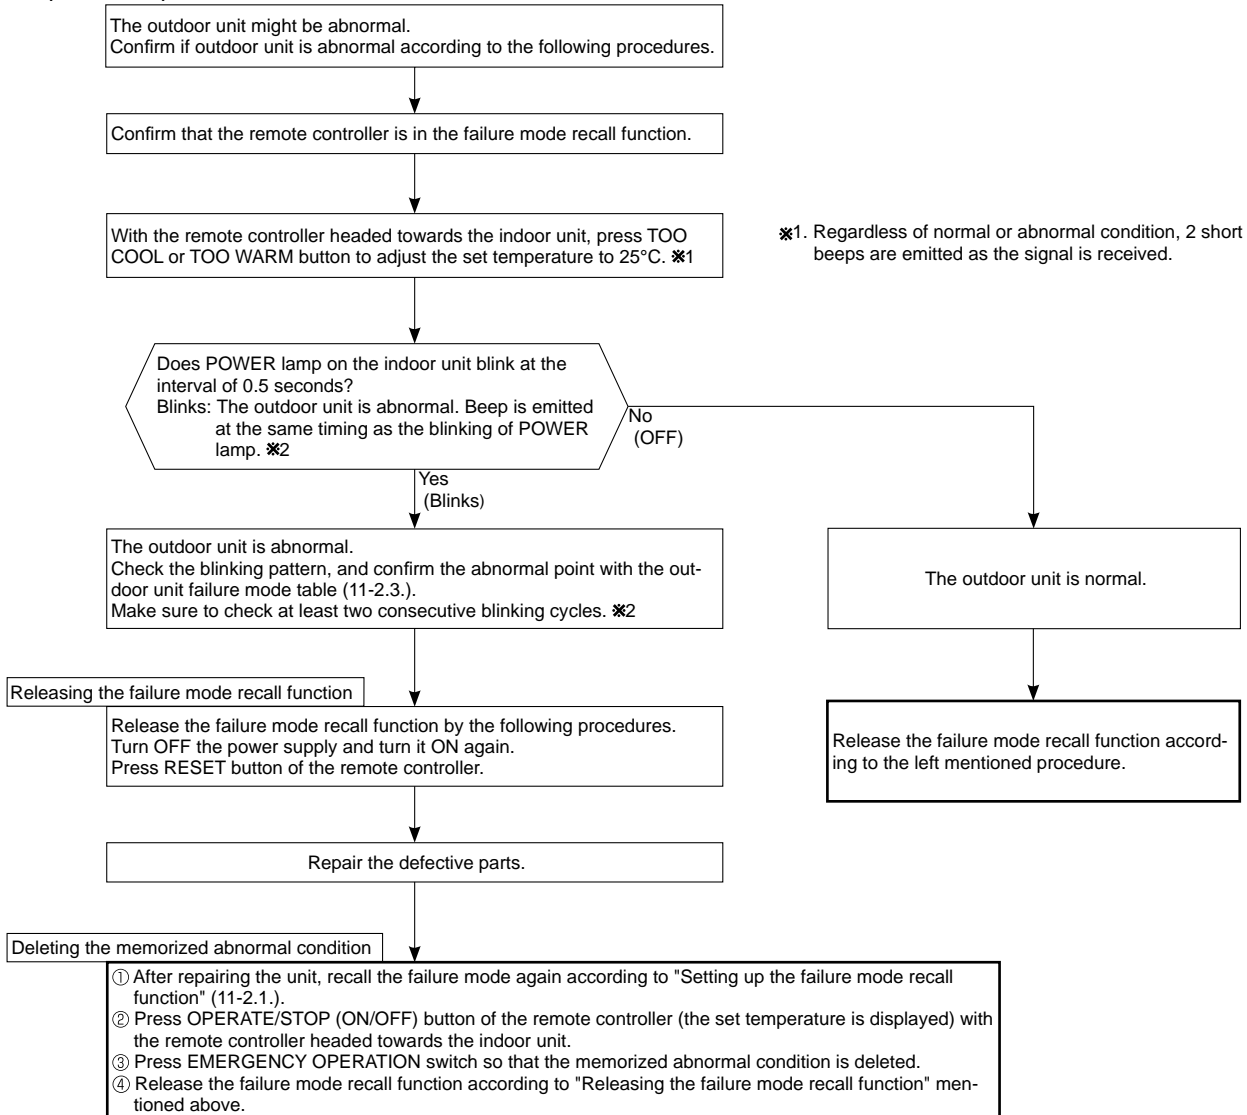 The outdoor unit might be abnormal.
Confirm if outdoor unit is abnormal according to the following procedures.
Confirm that the remote controller is in the failure mode recall function.
With the remote controller headed towards the indoor unit, press TOO
COOL or TOO WARM button to adjust the set temperature to 25°C. ※1
※1. Regardless of normal or abnormal condition, 2 short
beeps are emitted as the signal is received.
Does POWER lamp on the indoor unit blink at the
interval of 0.5 seconds?
Blinks: The outdoor unit is abnormal. Beep is emitted
at the same timing as the blinking of POWER
lamp. ※2
No
(OFF)
Yes
(Blinks)
The outdoor unit is abnormal.
Check the blinking pattern, and confirm the abnormal point with the out-
door unit failure mode table (11-2.3.).
Make sure to check at least two consecutive blinking cycles. ※2
The outdoor unit is normal.
Releasing the failure mode recall function
Release the failure mode recall function by the following procedures.
Turn OFF the power supply and turn it ON again.
Press RESET button of the remote controller.
Release the failure mode recall function accord-
ing to the left mentioned procedure.
Repair the defective parts.
Deleting the memorized abnormal condition
① After repairing the unit, recall the failure mode again according to "Setting up the failure mode recall
function" (11-2.1.).
② Press OPERATE/STOP (ON/OFF) button of the remote controller (the set temperature is displayed) with
the remote controller headed towards the indoor unit.
③ Press EMERGENCY OPERATION switch so that the memorized abnormal condition is deleted.
④ Release the failure mode recall function according to "Releasing the failure mode recall function" men-
tioned above.